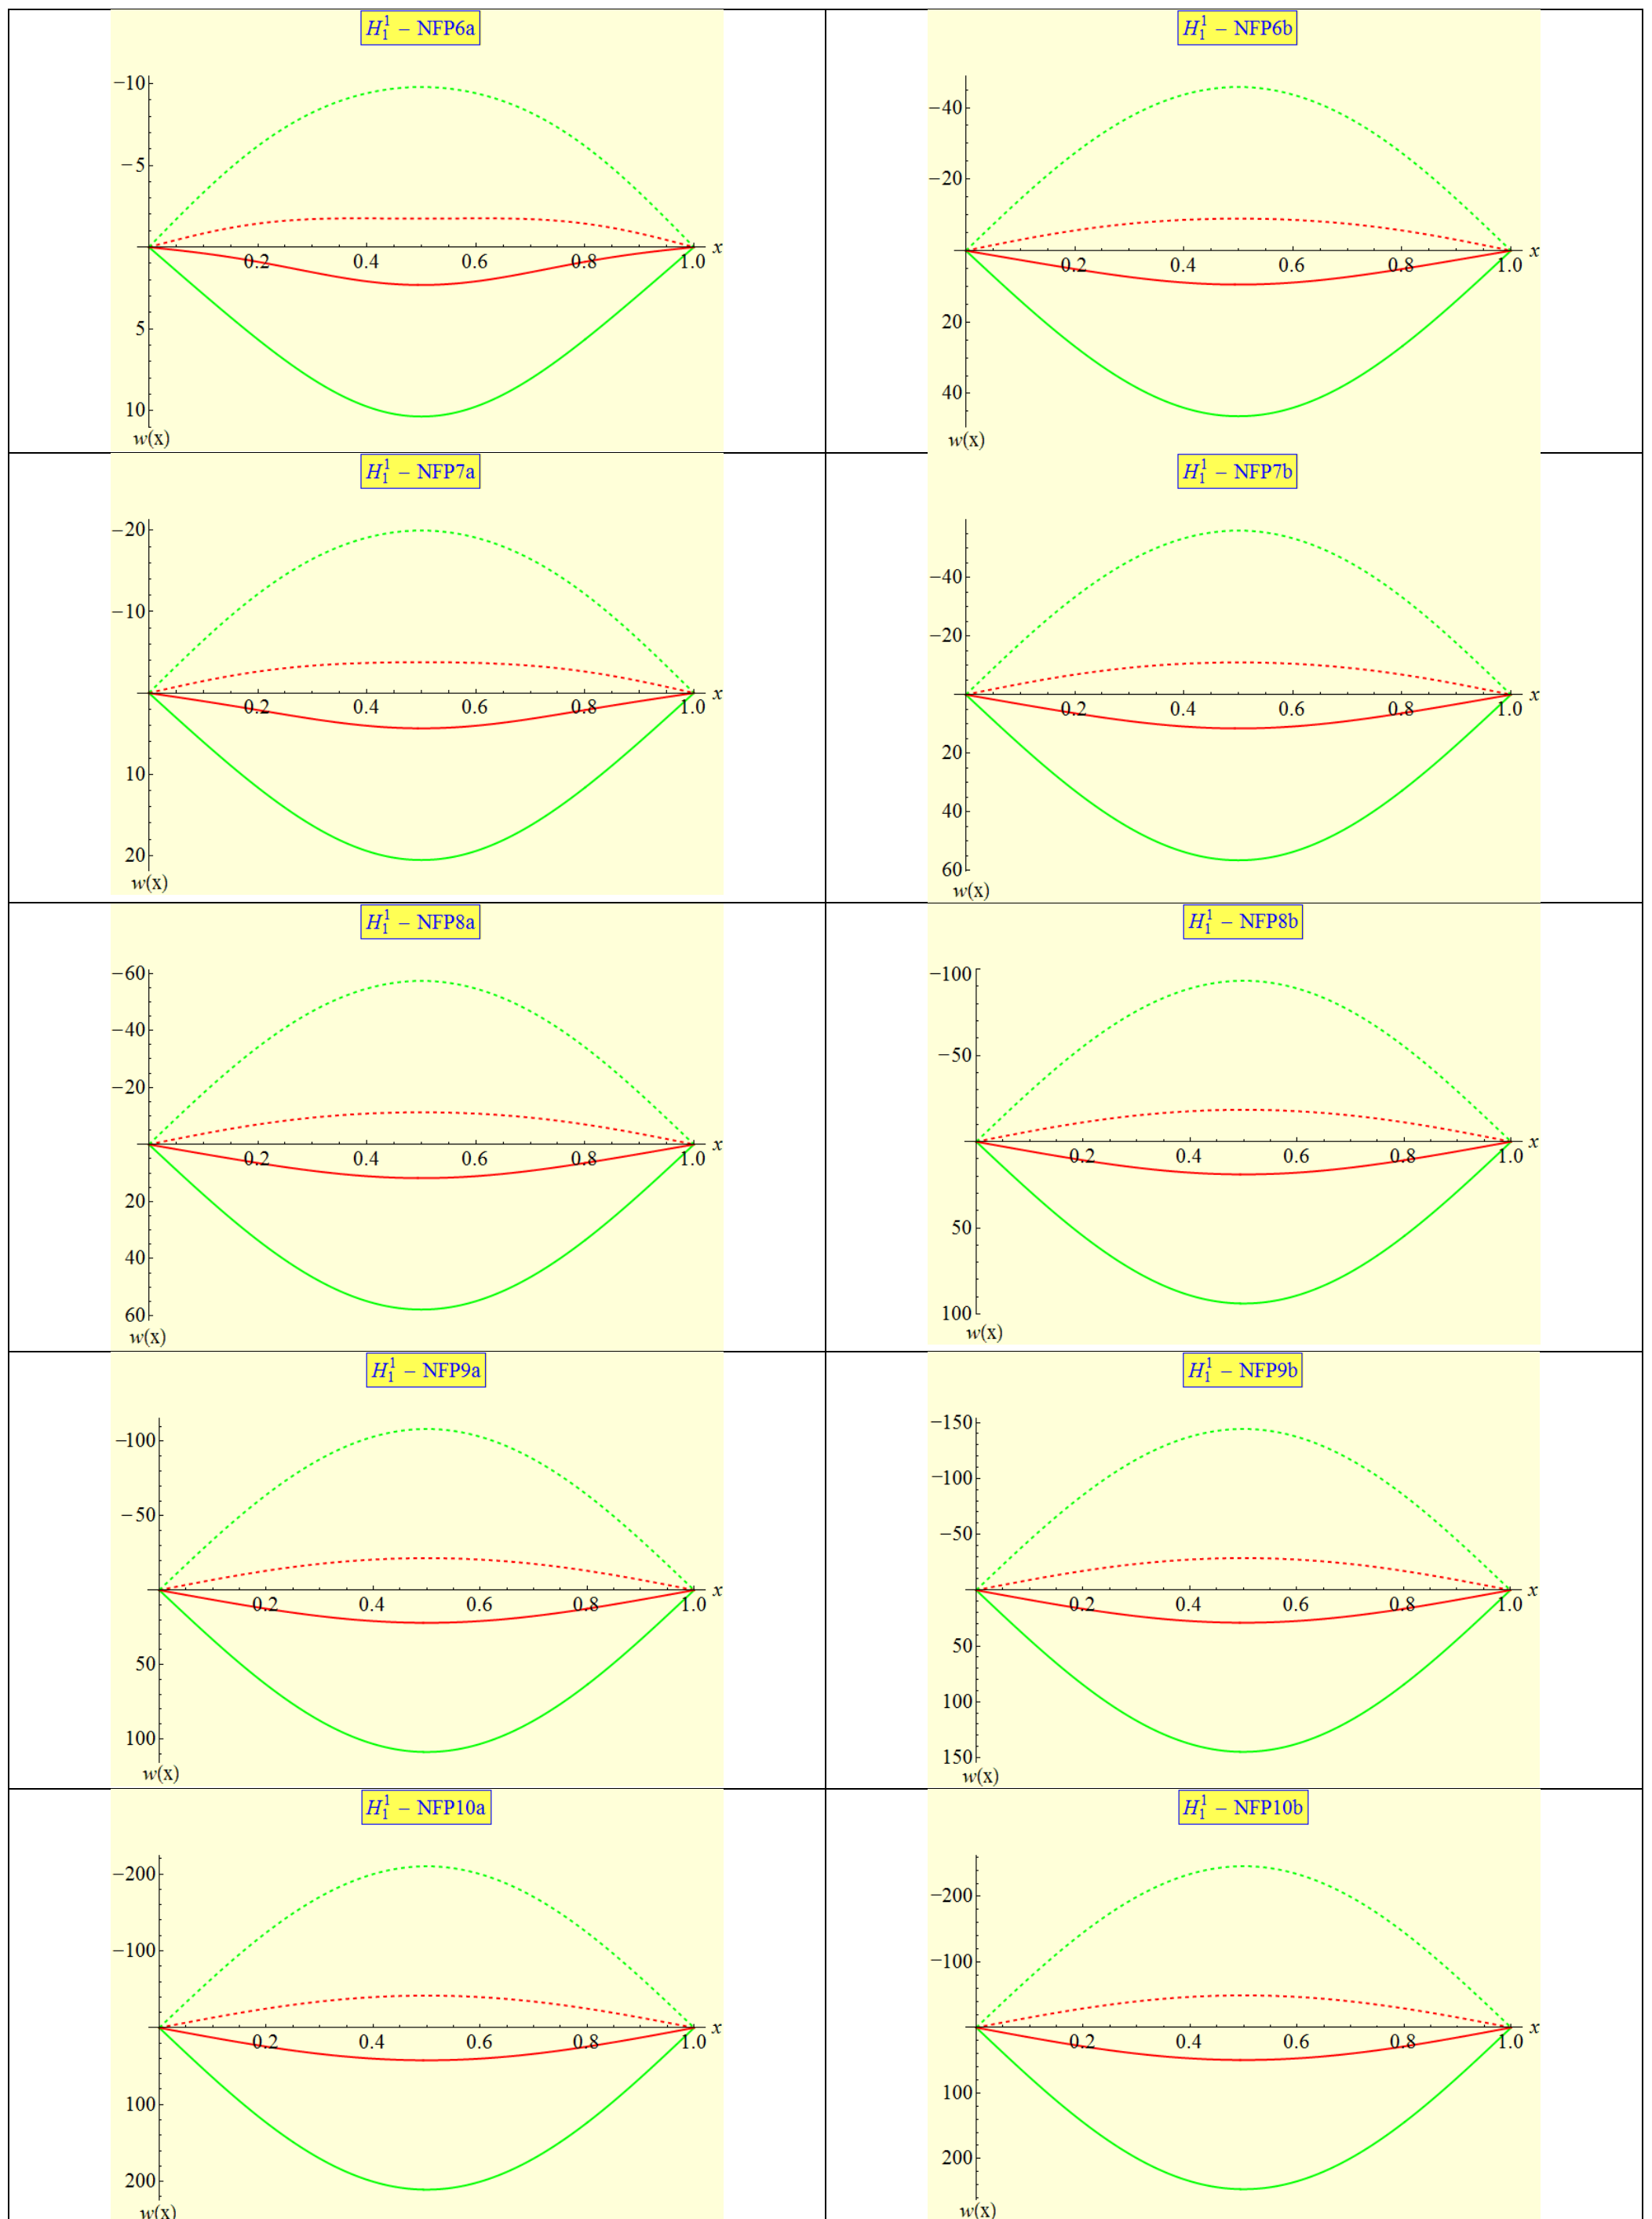 H₁¹ – NFP6a
−10
−5
0.2 0.4 0.6 0.8 1.0 x
5
10
w(x)
H₁¹ – NFP6b
−40
−20
0.2 0.4 0.6 0.8 1.0 x
20
40
w(x)
H₁¹ – NFP7a
−20
−10
0.2 0.4 0.6 0.8 1.0 x
10
20
w(x)
H₁¹ – NFP7b
−40
−20
0.2 0.4 0.6 0.8 1.0 x
20
40
60
w(x)
H₁¹ – NFP8a
−60
−40
−20
0.2 0.4 0.6 0.8 1.0 x
20
40
60
w(x)
H₁¹ – NFP8b
−100
−50
0.2 0.4 0.6 0.8 1.0 x
50
100
w(x)
H₁¹ – NFP9a
−100
−50
0.2 0.4 0.6 0.8 1.0 x
50
100
w(x)
H₁¹ – NFP9b
−150
−100
−50
0.2 0.4 0.6 0.8 1.0 x
50
100
150
w(x)
H₁¹ – NFP10a
−200
−100
0.2 0.4 0.6 0.8 1.0 x
100
200
w(x)
H₁¹ – NFP10b
−200
−100
0.2 0.4 0.6 0.8 1.0 x
100
200
w(x)